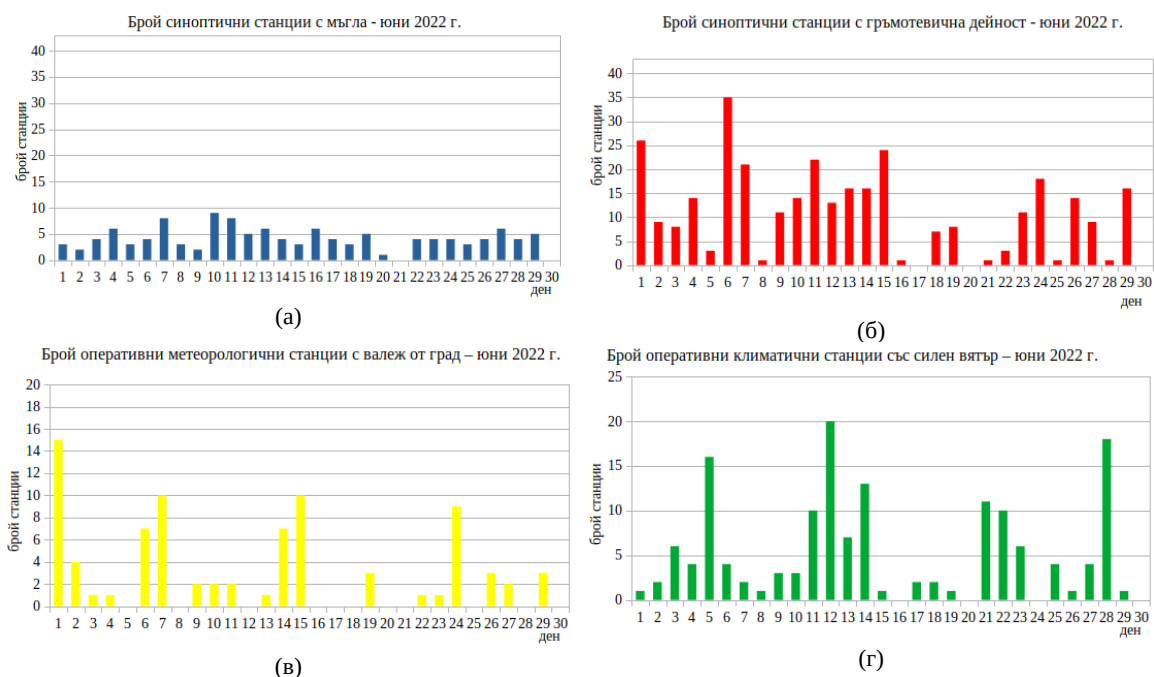 Брой синоптични станции с мъгла - юни 2022 г.
40
35
30
25
20
15
10
5
0
брой станции
1 2 3 4 5 6 7 8 9 10 11 12 13 14 15 16 17 18 19 20 21 22 23 24 25 26 27 28 29 30
ден
(а)
Брой синоптични станции с гръмотевична дейност - юни 2022 г.
40
35
30
25
20
15
10
5
0
брой станции
1 2 3 4 5 6 7 8 9 10 11 12 13 14 15 16 17 18 19 20 21 22 23 24 25 26 27 28 29 30
ден
(б)
Брой оперативни метеорологични станции с валеж от град – юни 2022 г.
20
18
16
14
12
10
8
6
4
2
0
брой станции
1 2 3 4 5 6 7 8 9 10 11 12 13 14 15 16 17 18 19 20 21 22 23 24 25 26 27 28 29 30
ден
(в)
Брой оперативни климатични станции със силен вятър – юни 2022 г.
25
20
15
10
5
0
брой станции
1 2 3 4 5 6 7 8 9 10 11 12 13 14 15 16 17 18 19 20 21 22 23 24 25 26 27 28 29 30
ден
(г)